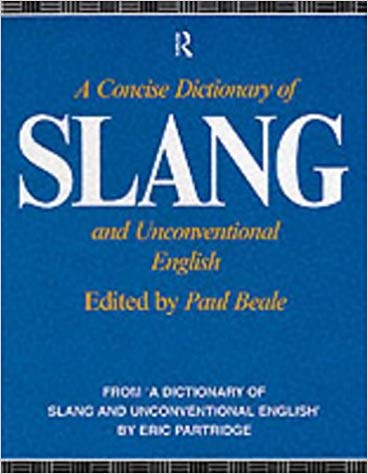 R
A Concise Dictionary of
SLANG
and Unconventional
English
Edited by Paul Beale
FROM 'A DICTIONARY OF
SLANG AND UNCONVENTIONAL ENGLISH'
BY ERIC PARTRIDGE